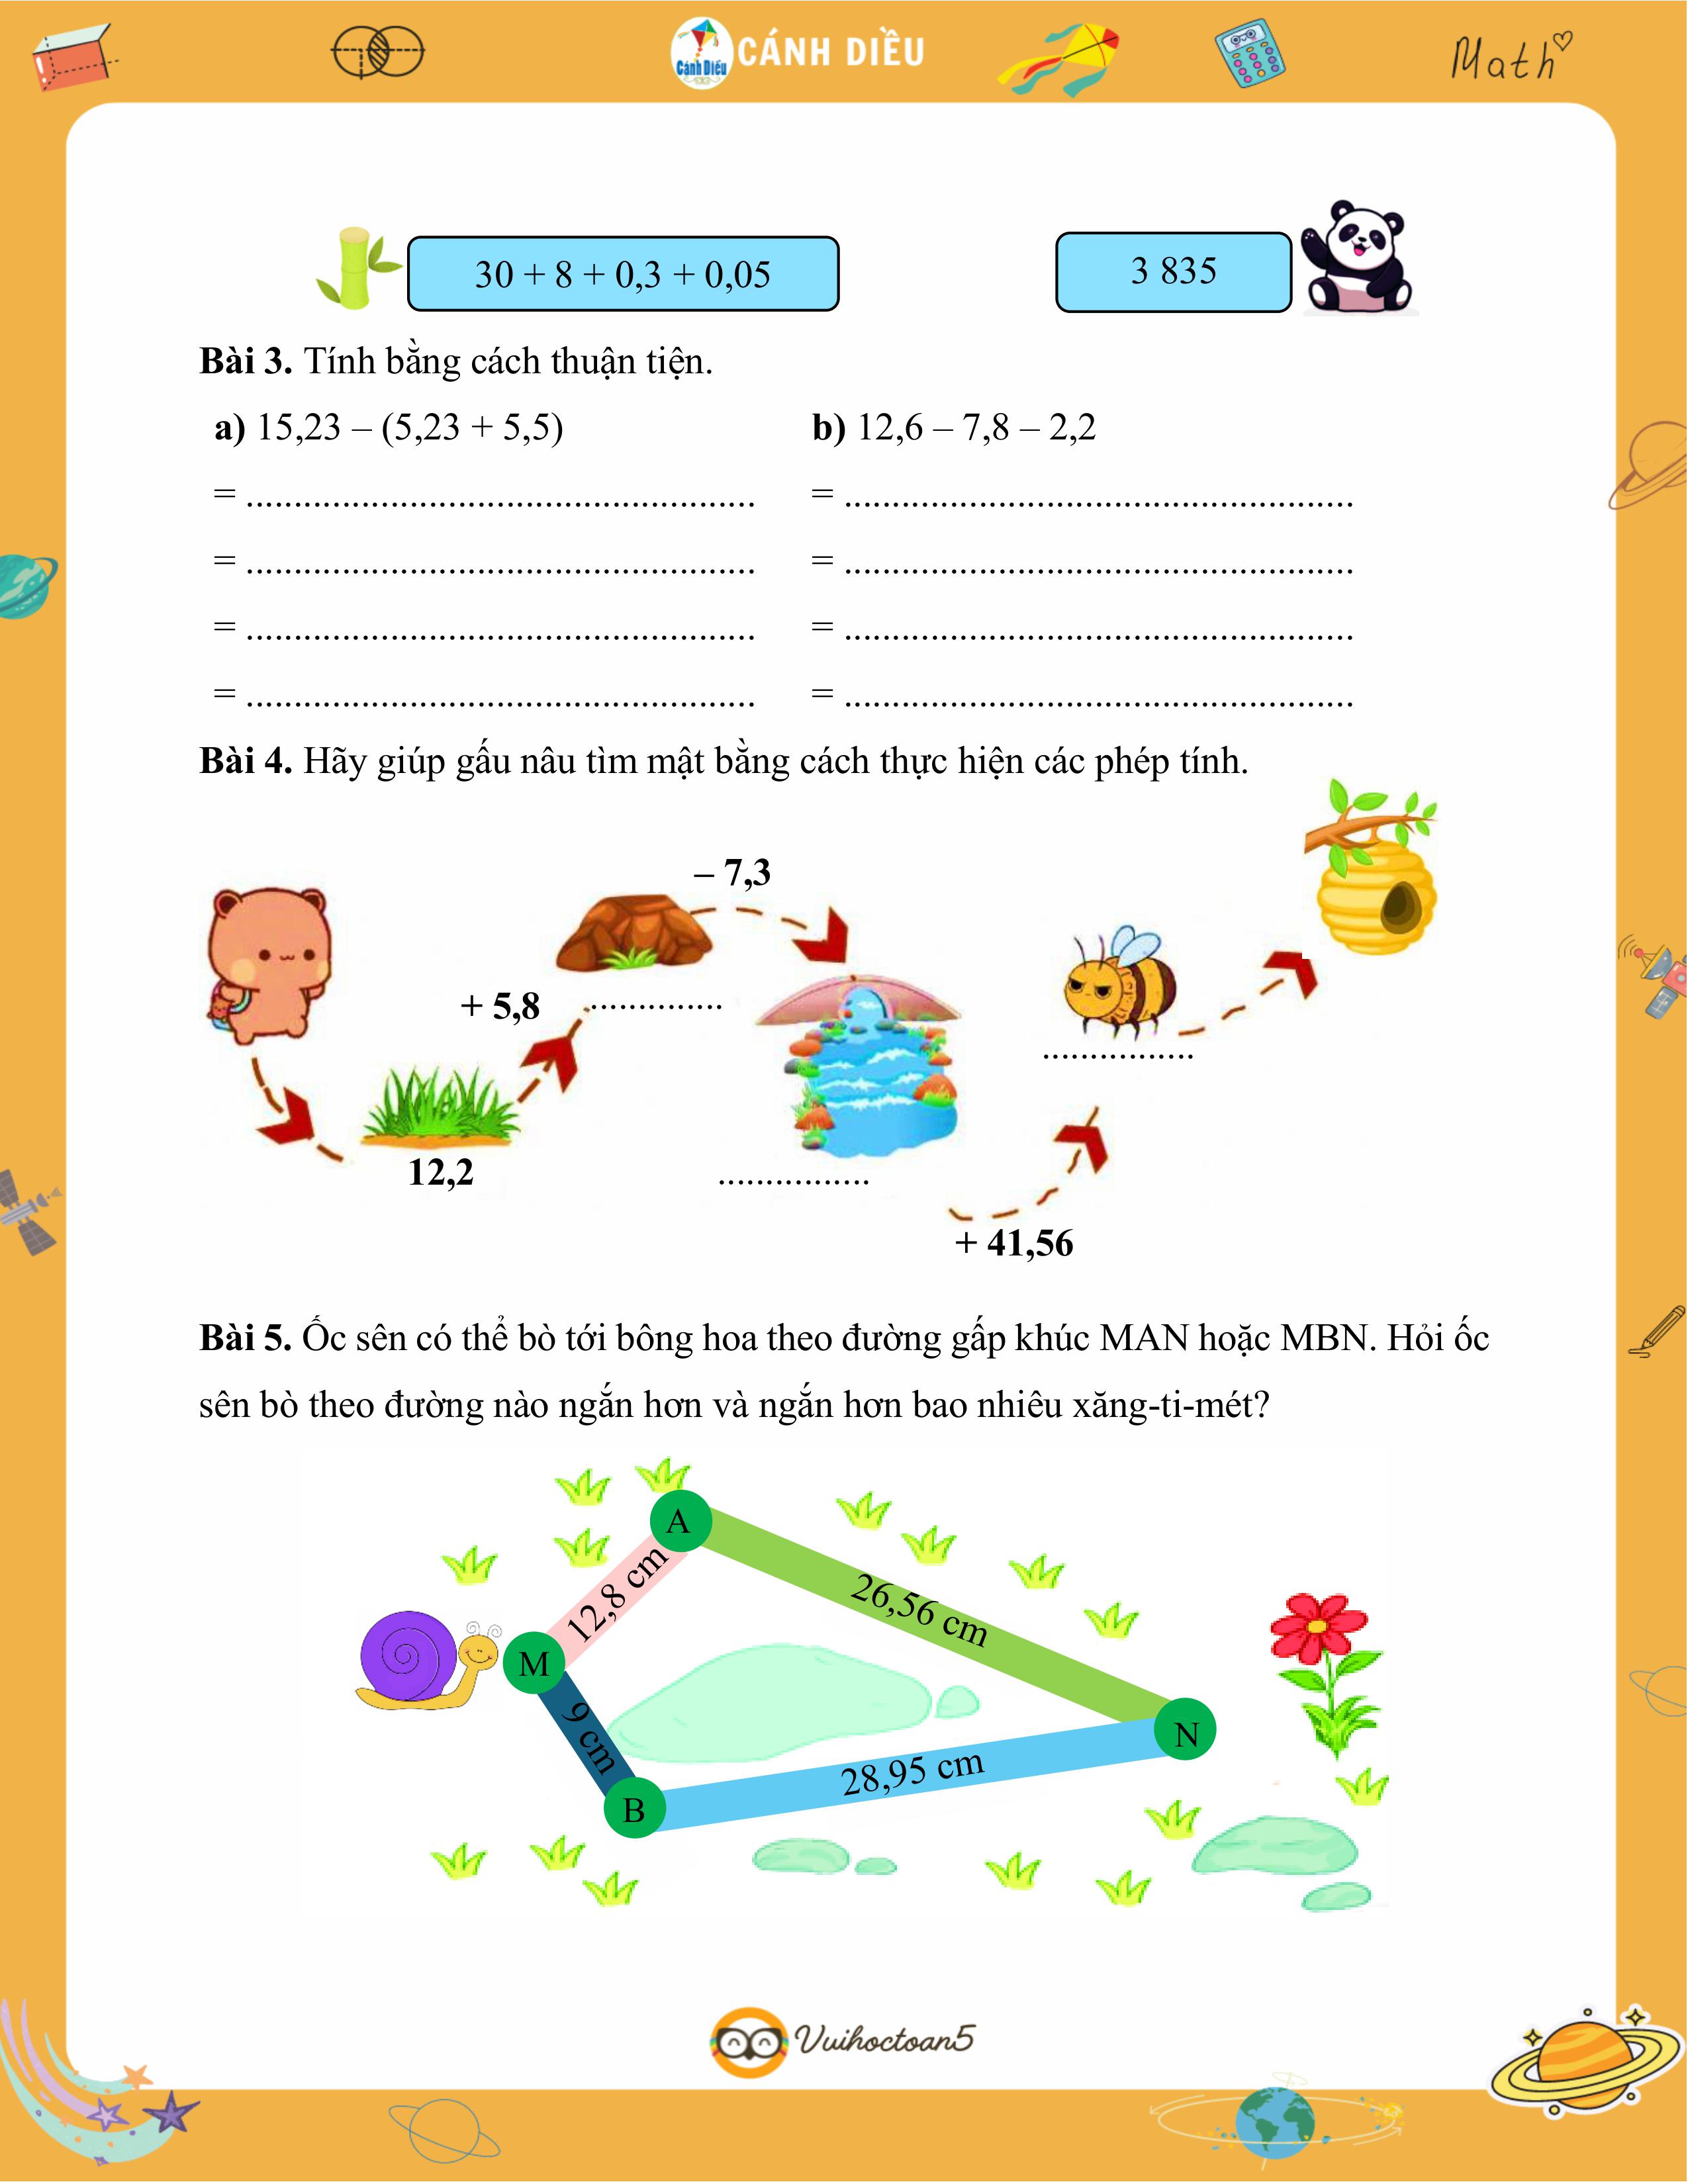 Cánh Diều CÁNH DIỀU
Math
30 + 8 + 0,3 + 0,05
3 835
Bài 3. Tính bằng cách thuận tiện.
a) 15,23 – (5,23 + 5,5)
b) 12,6 – 7,8 – 2,2
= ......................................................
= ......................................................
= ......................................................
= ......................................................
= ......................................................
= ......................................................
= ......................................................
= ......................................................
Bài 4. Hãy giúp gấu nâu tìm mật bằng cách thực hiện các phép tính.
– 7,3
+ 5,8
..............
................
12,2
................
+ 41,56
Bài 5. Ốc sên có thể bò tới bông hoa theo đường gấp khúc MAN hoặc MBN. Hỏi ốc
sên bò theo đường nào ngắn hơn và ngắn hơn bao nhiêu xăng-ti-mét?
A
12,8 cm
26,56 cm
M
9 cm
N
28,95 cm
B
Vuihoctoan5